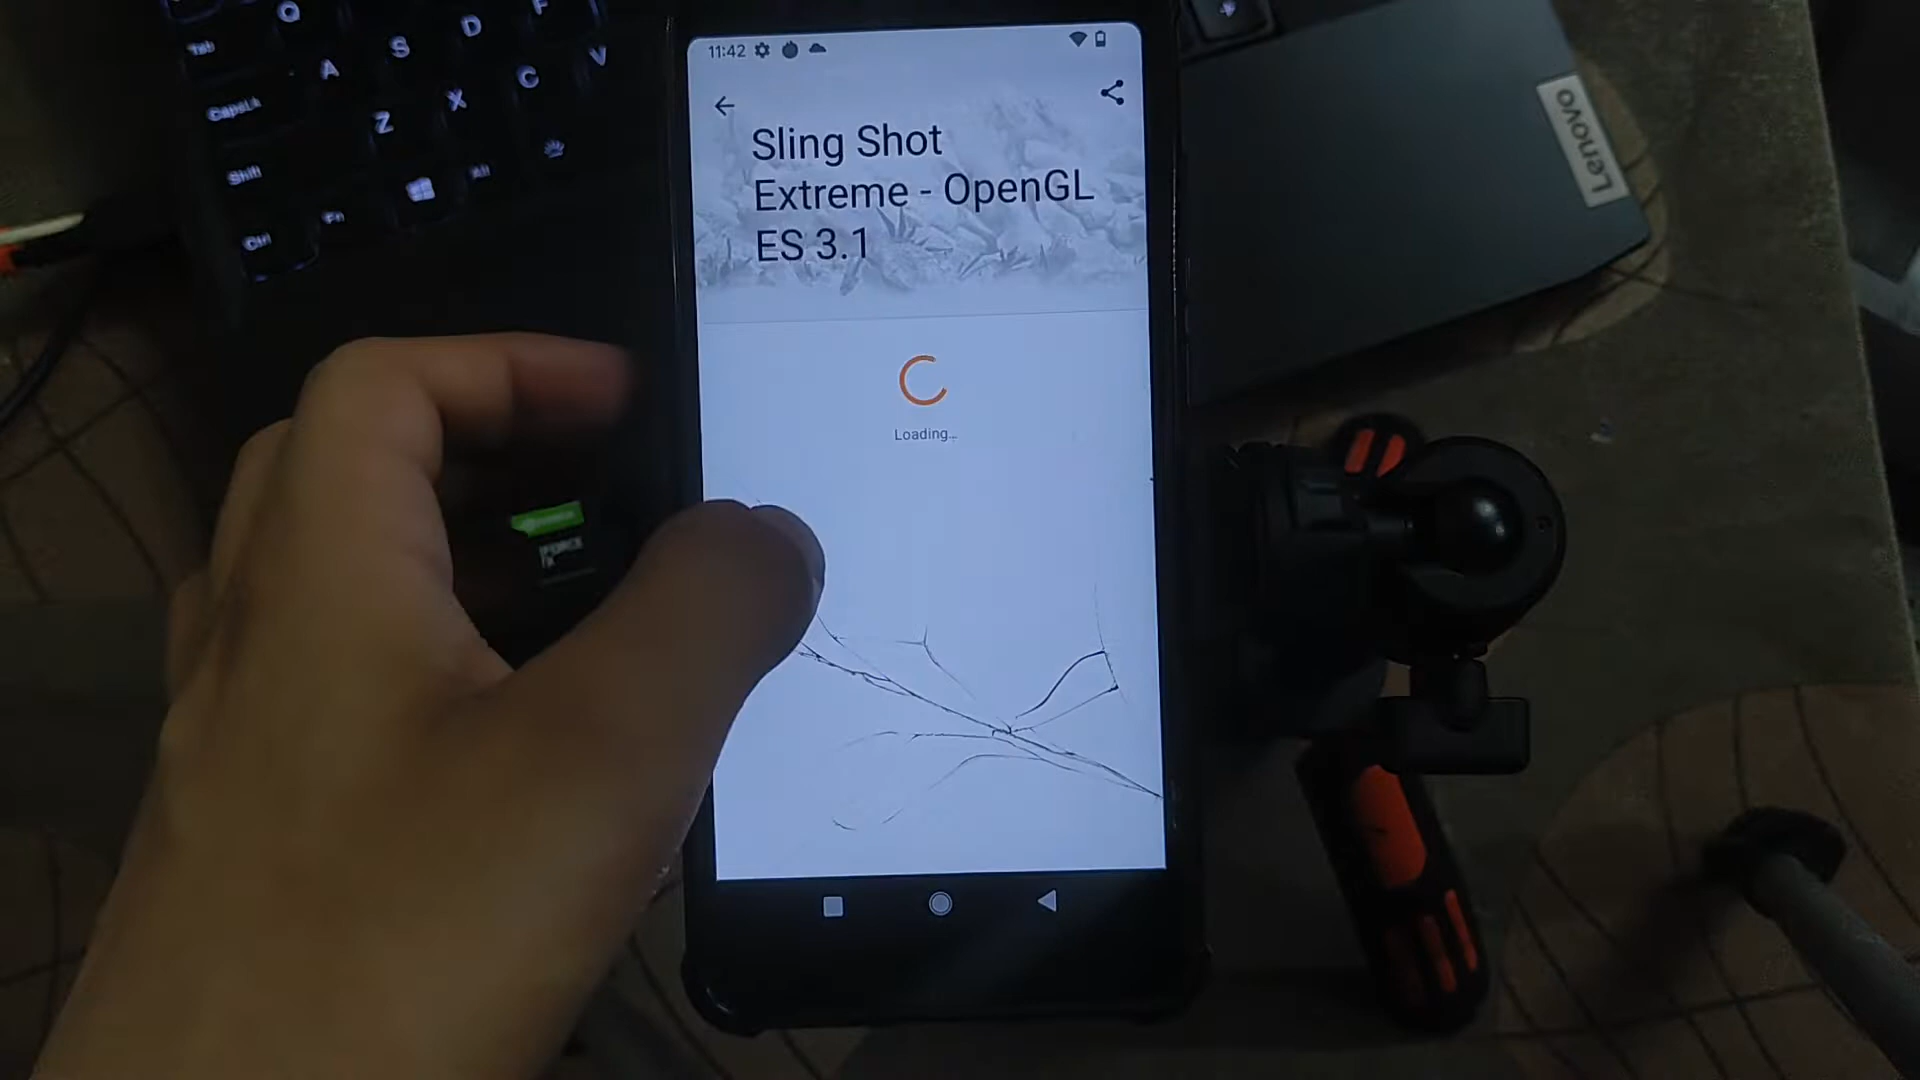 Q
Tab
A
S
D
F
CapsLk
Z
X
C
V
Shift
Ctrl
Fn
Alt
11:42
Sling Shot
Extreme - OpenGL
ES 3.1
Loading...
Lenovo